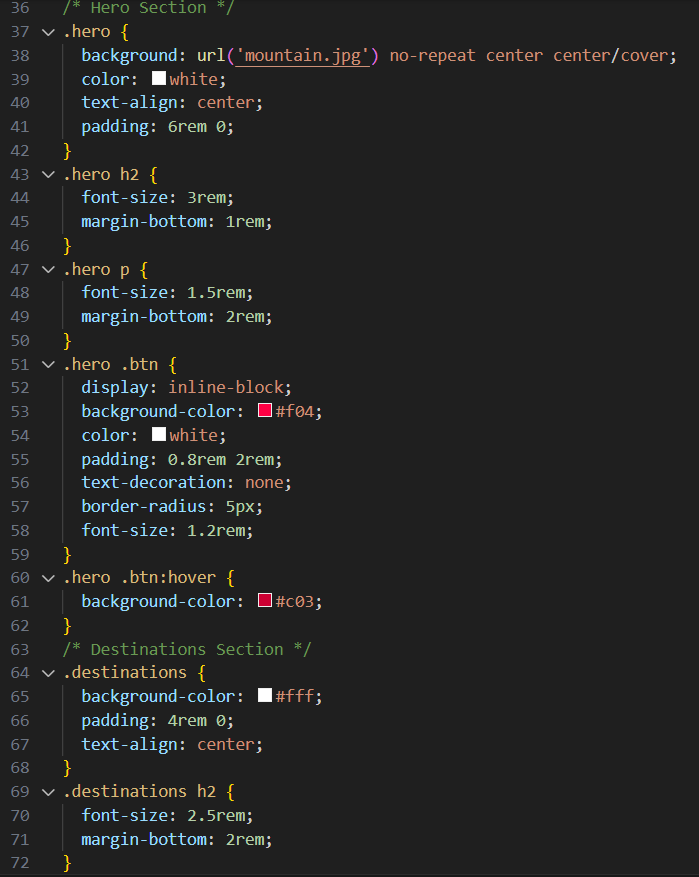 36 /* Hero Section */
37 .hero {
38 background: url('mountain.jpg') no-repeat center center/cover;
39 color: white;
40 text-align: center;
41 padding: 6rem 0;
42 }
43 .hero h2 {
44 font-size: 3rem;
45 margin-bottom: 1rem;
46 }
47 .hero p {
48 font-size: 1.5rem;
49 margin-bottom: 2rem;
50 }
51 .hero .btn {
52 display: inline-block;
53 background-color: #f04;
54 color: white;
55 padding: 0.8rem 2rem;
56 text-decoration: none;
57 border-radius: 5px;
58 font-size: 1.2rem;
59 }
60 .hero .btn:hover {
61 background-color: #c03;
62 }
63 /* Destinations Section */
64 .destinations {
65 background-color: #fff;
66 padding: 4rem 0;
67 text-align: center;
68 }
69 .destinations h2 {
70 font-size: 2.5rem;
71 margin-bottom: 2rem;
72 }